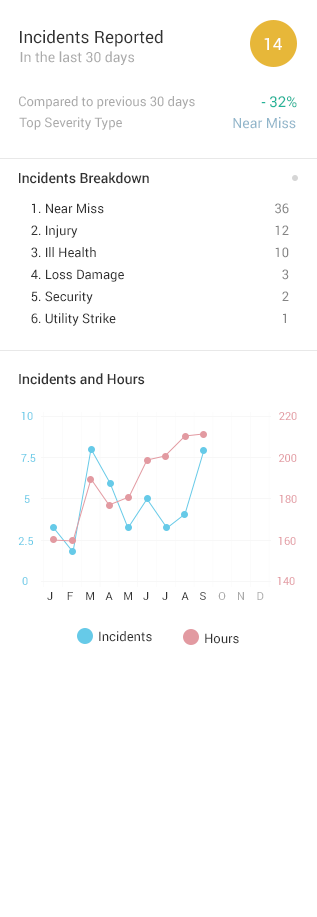 Incidents Reported 14
In the last 30 days
Compared to previous 30 days - 32%
Top Severity Type Near Miss
Incidents Breakdown
1. Near Miss 36
2. Injury 12
3. Ill Health 10
4. Loss Damage 3
5. Security 2
6. Utility Strike 1
Incidents and Hours
10 220
7.5 200
5 180
2.5 160
0 140
J F M A M J J A S O N D
Incidents Hours